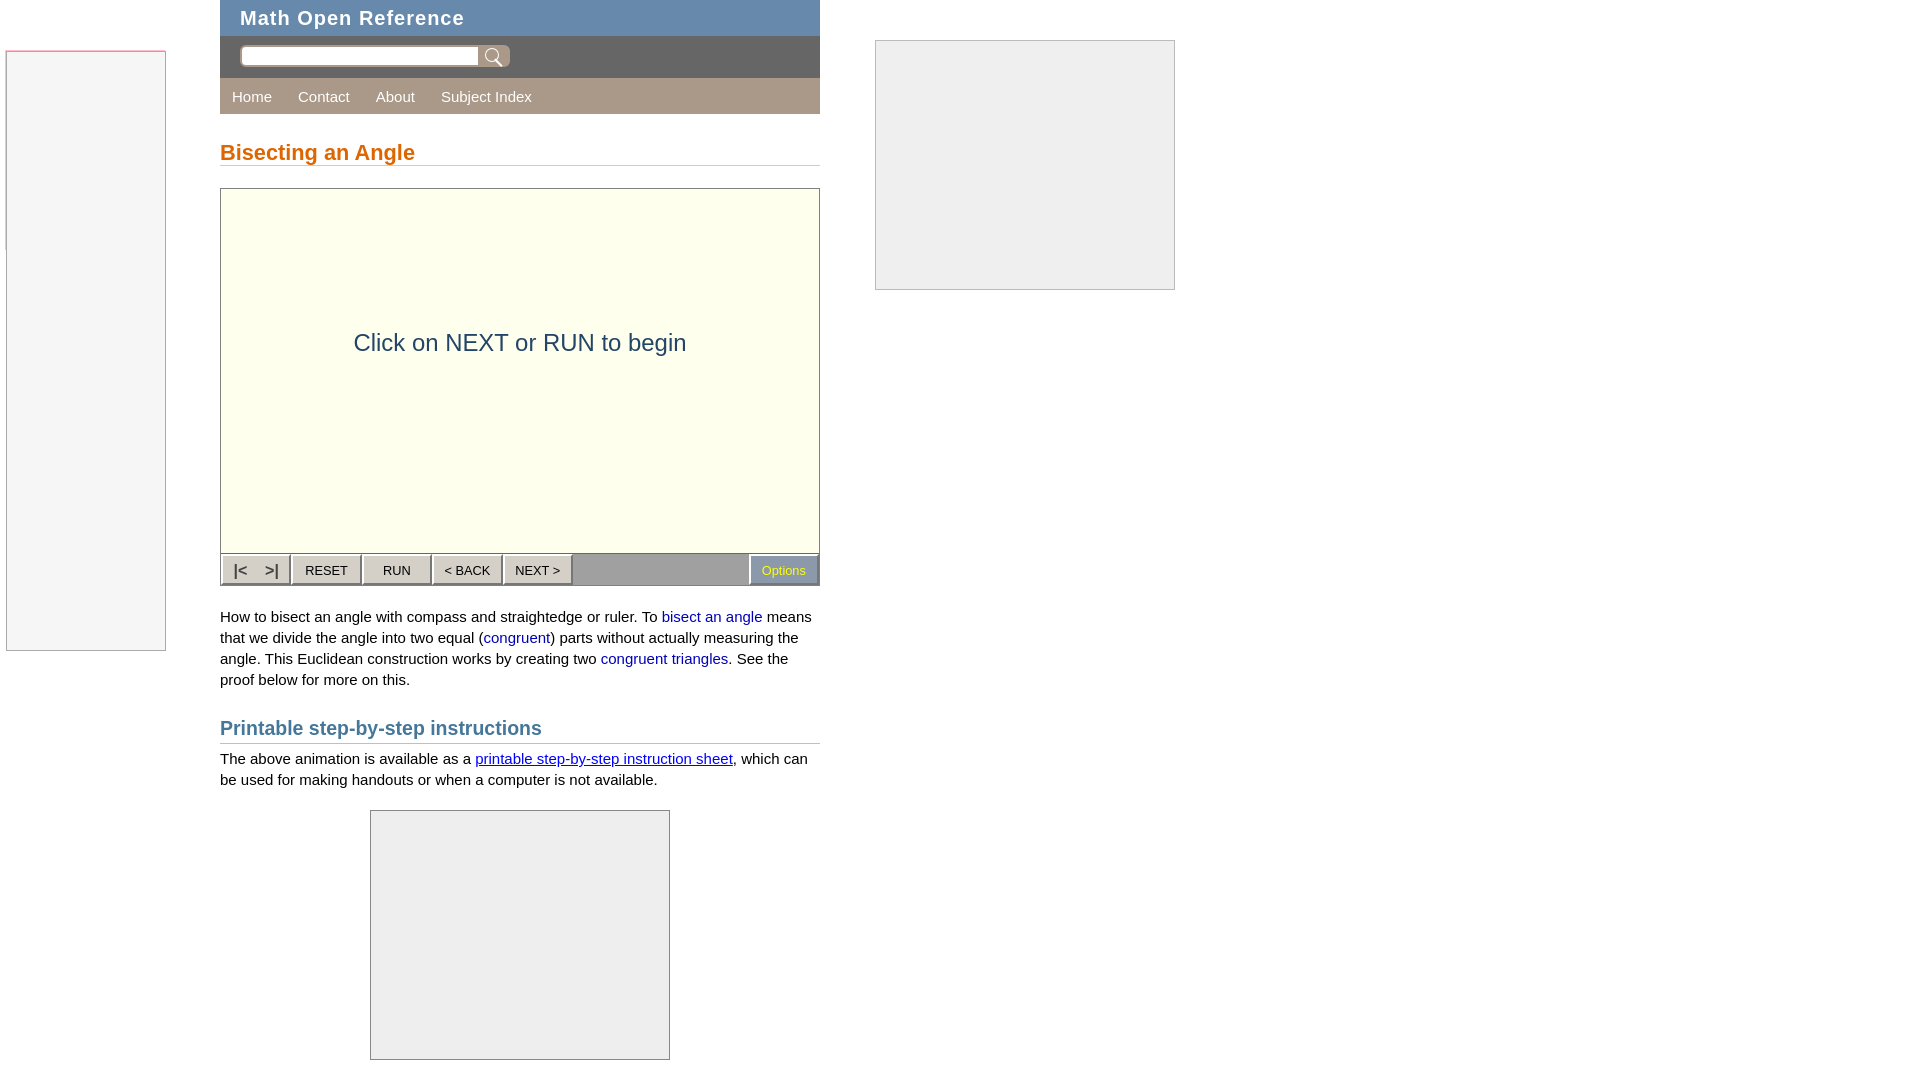 Math Open Reference
Home Contact About Subject Index
Bisecting an Angle
Click on NEXT or RUN to begin
|< >| RESET RUN < BACK NEXT > Options
How to bisect an angle with compass and straightedge or ruler. To bisect an angle means
that we divide the angle into two equal (congruent) parts without actually measuring the
angle. This Euclidean construction works by creating two congruent triangles. See the
proof below for more on this.
Printable step-by-step instructions
The above animation is available as a printable step-by-step instruction sheet, which can
be used for making handouts or when a computer is not available.